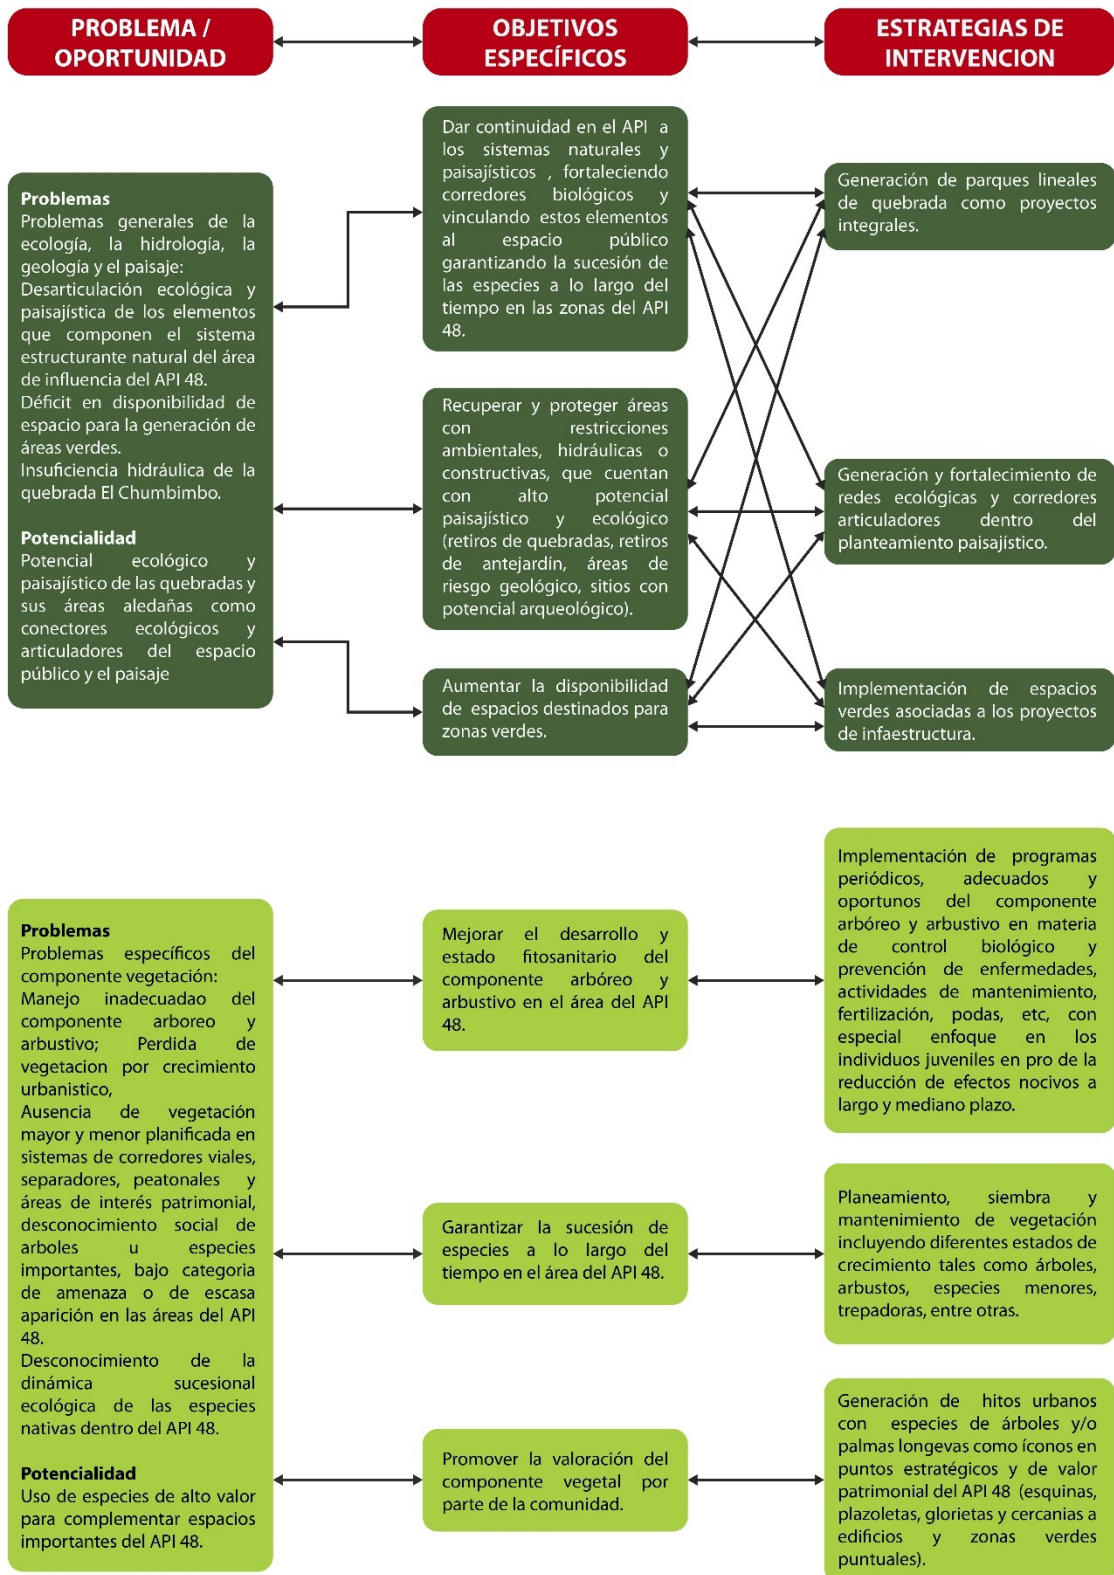 PROBLEMA /
OPORTUNIDAD
OBJETIVOS
ESPECÍFICOS
ESTRATEGIAS DE
INTERVENCION
Problemas
Problemas generales de la
ecología, la hidrología, la
geología y el paisaje:
Desarticulación ecológica y
paisajística de los elementos
que componen el sistema
estructurante natural del área
de influencia del API 48.
Déficit en disponibilidad de
espacio para la generación de
áreas verdes.
Insuficiencia hidráulica de la
quebrada El Chumbimbo.
Potencialidad
Potencial ecológico y
paisajístico de las quebradas y
sus áreas aledañas como
conectores ecológicos y
articuladores del espacio
público y el paisaje
Dar continuidad en el API a
los sistemas naturales y
paisajísticos , fortaleciendo
corredores biológicos y
vinculando estos elementos
al espacio público
garantizando la sucesión de
las especies a lo largo del
tiempo en las zonas del API
48.
Recuperar y proteger áreas
con restricciones
ambientales, hidráulicas o
constructivas, que cuentan
con alto potencial
paisajístico y ecológico
(retiros de quebradas, retiros
de antejardín, áreas de
riesgo geológico, sitios con
potencial arqueológico).
Aumentar la disponibilidad
de espacios destinados para
zonas verdes.
Generación de parques lineales
de quebrada como proyectos
integrales.
Generación y fortalecimiento de
redes ecológicas y corredores
articuladores dentro del
planteamiento paisajístico.
Implementación de espacios
verdes asociadas a los proyectos
de infaestructura.
Problemas
Problemas específicos del
componente vegetación:
Manejo inadecuadao del
componente arboreo y
arbustivo; Perdida de
vegetacion por crecimiento
urbanistico,
Ausencia de vegetación
mayor y menor planificada en
sistemas de corredores viales,
separadores, peatonales y
áreas de interés patrimonial,
desconocimiento social de
arboles u especies
importantes, bajo categoria
de amenaza o de escasa
aparición en las áreas del API
48.
Desconocimiento de la
dinámica sucesional
ecológica de las especies
nativas dentro del API 48.
Potencialidad
Uso de especies de alto valor
para complementar espacios
importantes del API 48.
Mejorar el desarrollo y
estado fitosanitario del
componente arbóreo y
arbustivo en el área del API
48.
Garantizar la sucesión de
especies a lo largo del
tiempo en el área del API 48.
Promover la valoración del
componente vegetal por
parte de la comunidad.
Implementación de programas
periódicos, adecuados y
oportunos del componente
arbóreo y arbustivo en materia
de control biológico y
prevención de enfermedades,
actividades de mantenimiento,
fertilización, podas, etc, con
especial enfoque en los
individuos juveniles en pro de la
reducción de efectos nocivos a
largo y mediano plazo.
Planeamiento, siembra y
mantenimiento de vegetación
incluyendo diferentes estados de
crecimiento tales como árboles,
arbustos, especies menores,
trepadoras, entre otras.
Generación de hitos urbanos
con especies de árboles y/o
palmas longevas como íconos en
puntos estratégicos y de valor
patrimonial del API 48 (esquinas,
plazoletas, glorietas y cercanias a
edificios y zonas verdes
puntuales).